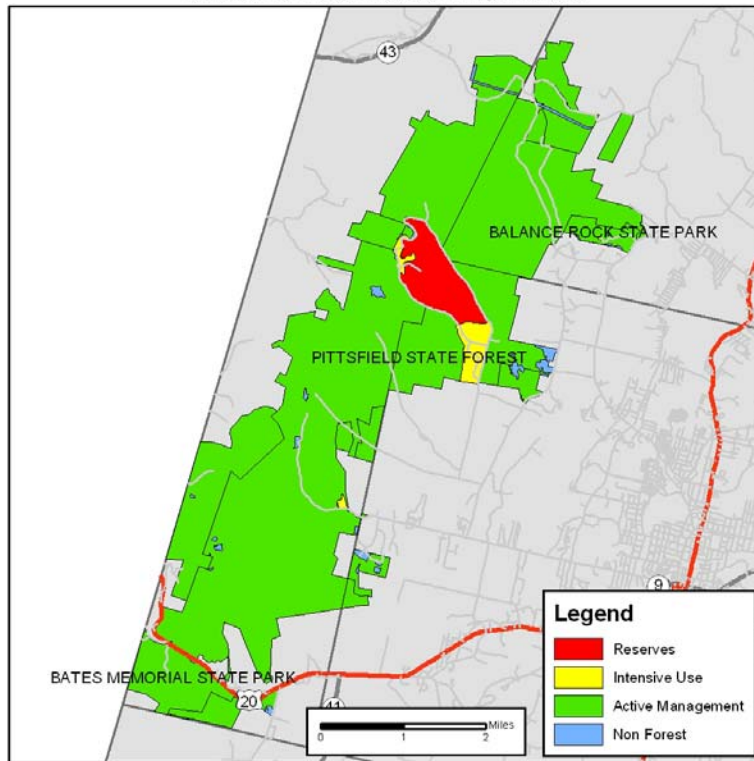 43
BALANCE ROCK STATE PARK
PITTSFIELD STATE FOREST
9
BATES MEMORIAL STATE PARK
20
41
Legend
Reserves
Intensive Use
Active Management
Non Forest
Miles
0 1 2